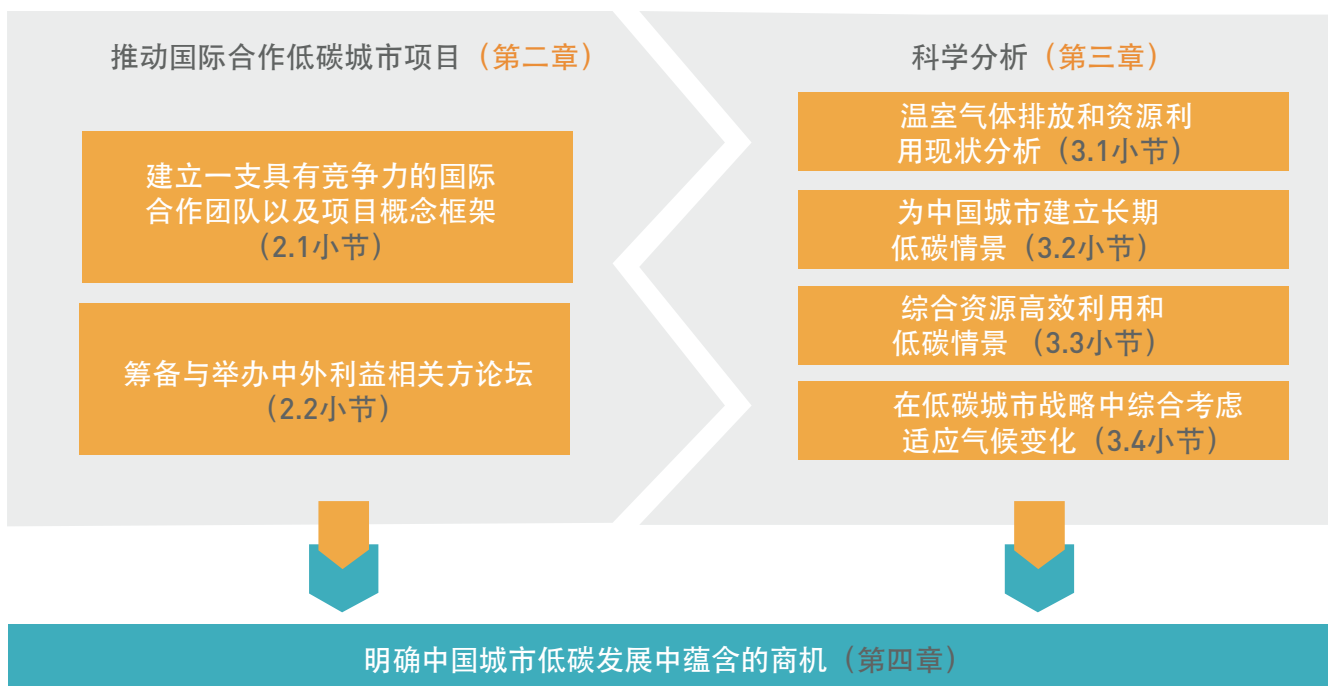 推动国际合作低碳城市项目（第二章）
建立一支具有竞争力的国际
合作团队以及项目概念框架
（2.1小节）
筹备与举办中外利益相关方论坛
（2.2小节）
科学分析（第三章）
温室气体排放和资源利
用现状分析（3.1小节）
为中国城市建立长期
低碳情景（3.2小节）
综合资源高效利用和
低碳情景 （3.3小节）
在低碳城市战略中综合考虑
适应气候变化（3.4小节）
明确中国城市低碳发展中蕴含的商机（第四章）